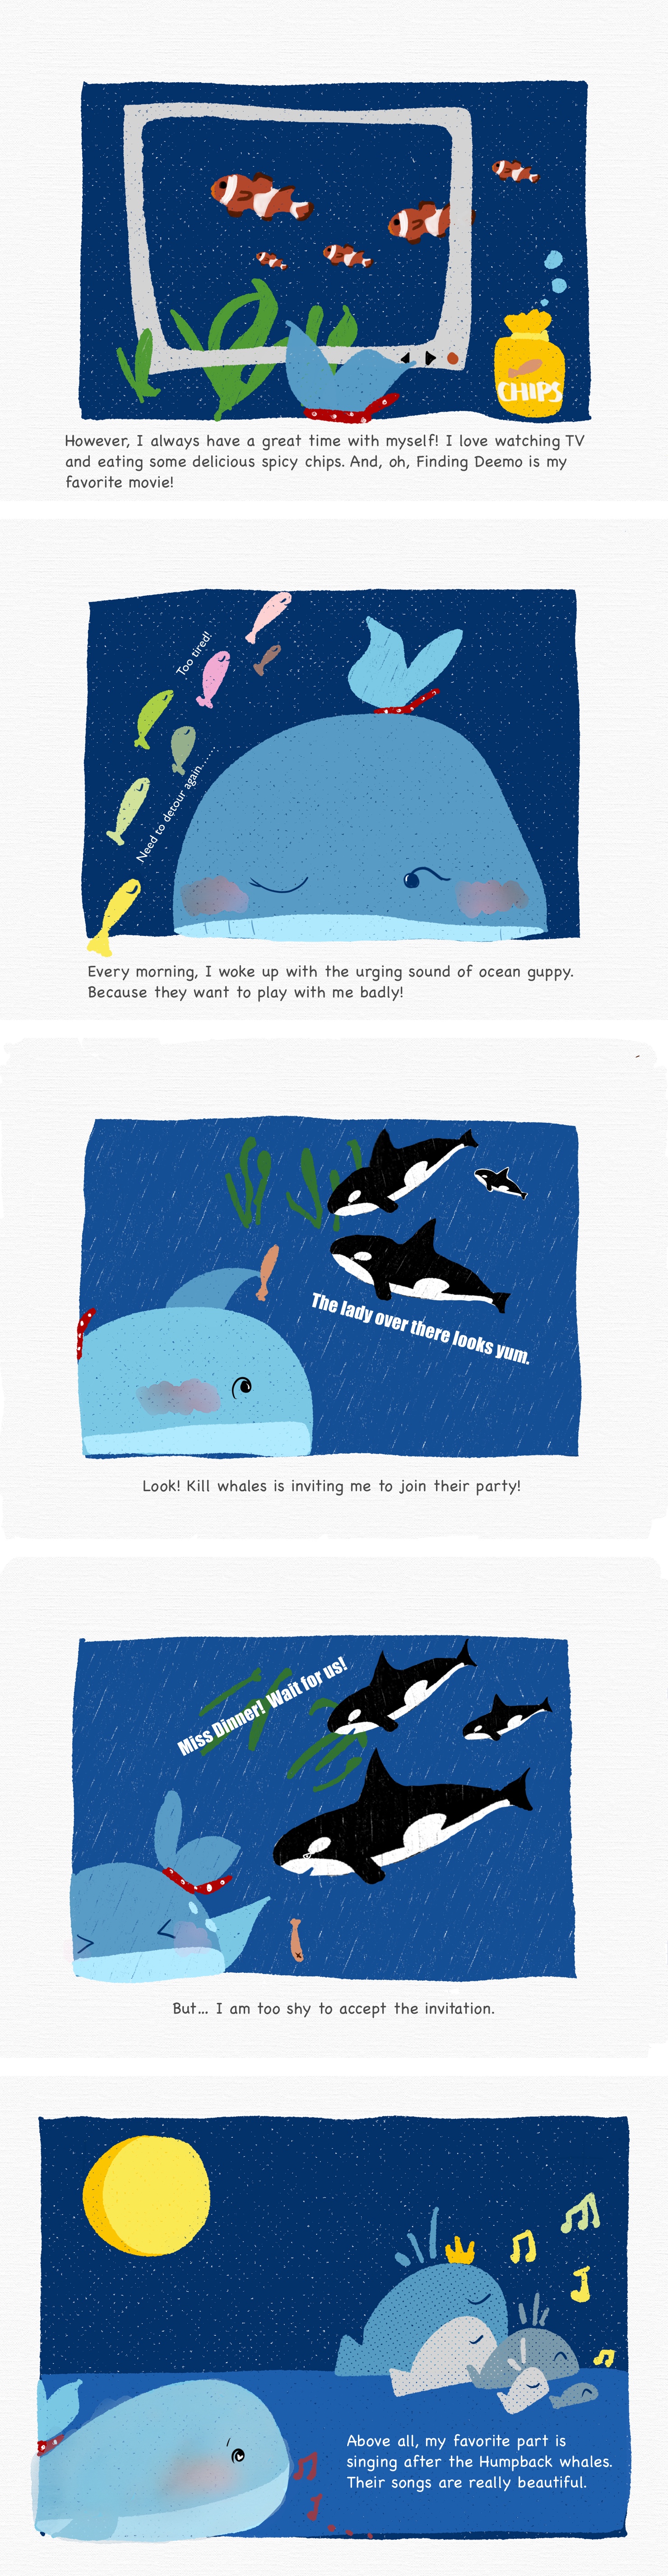 CHIPS
However, I always have a great time with myself! I love watching TV
and eating some delicious spicy chips. And, oh, Finding Deemo is my
favorite movie!
Too tired!
Need to detour again......
Every morning, I woke up with the urging sound of ocean guppy.
Because they want to play with me badly!
The lady over there looks yum.
Look! Kill whales is inviting me to join their party!
Miss Dinner! Wait for us!
But... I am too shy to accept the invitation.
Above all, my favorite part is
singing after the Humpback whales.
Their songs are really beautiful.